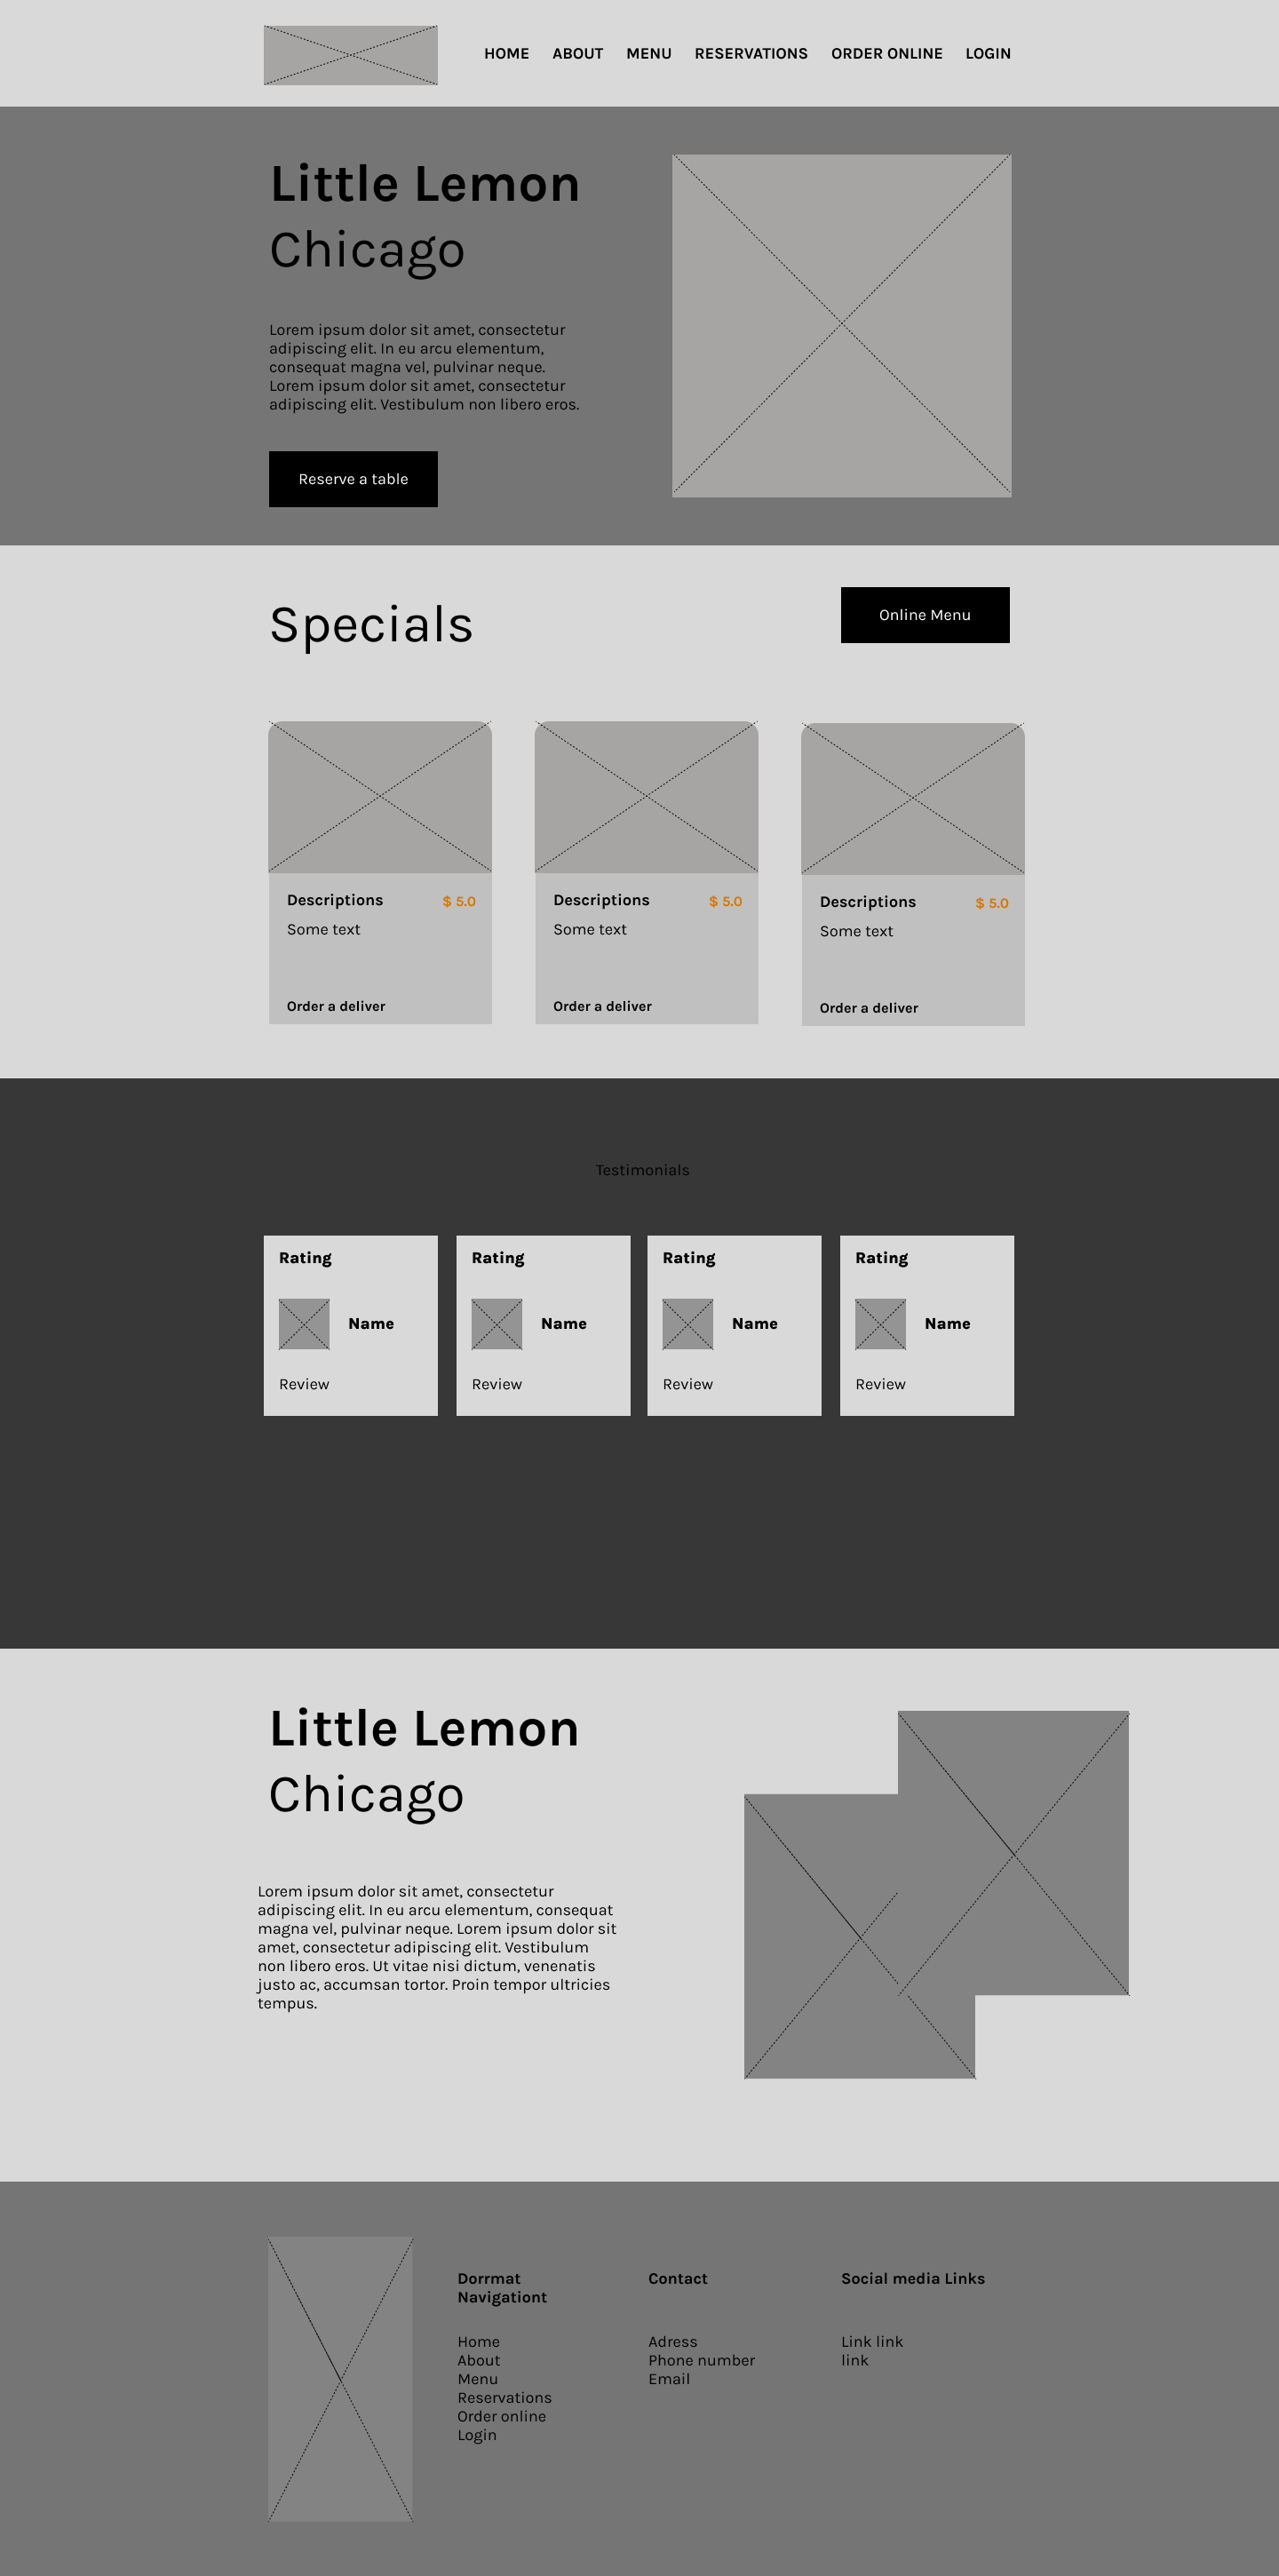 HOME ABOUT MENU RESERVATIONS ORDER ONLINE LOGIN
Little Lemon
Chicago
Lorem ipsum dolor sit amet, consectetur
adipiscing elit. In eu arcu elementum,
consequat magna vel, pulvinar neque.
Lorem ipsum dolor sit amet, consectetur
adipiscing elit. Vestibulum non libero eros.
Reserve a table
Specials
Online Menu
Descriptions $ 5.0
Some text
Order a deliver
Descriptions $ 5.0
Some text
Order a deliver
Descriptions $ 5.0
Some text
Order a deliver
Testimonials
Rating
Name
Review
Rating
Name
Review
Rating
Name
Review
Rating
Name
Review
Little Lemon
Chicago
Lorem ipsum dolor sit amet, consectetur
adipiscing elit. In eu arcu elementum, consequat
magna vel, pulvinar neque. Lorem ipsum dolor sit
amet, consectetur adipiscing elit. Vestibulum
non libero eros. Ut vitae nisi dictum, venenatis
justo ac, accumsan tortor. Proin tempor ultricies
tempus.
Dorrmat
Navigationt
Home
About
Menu
Reservations
Order online
Login
Contact
Adress
Phone number
Email
Social media Links
Link link
link